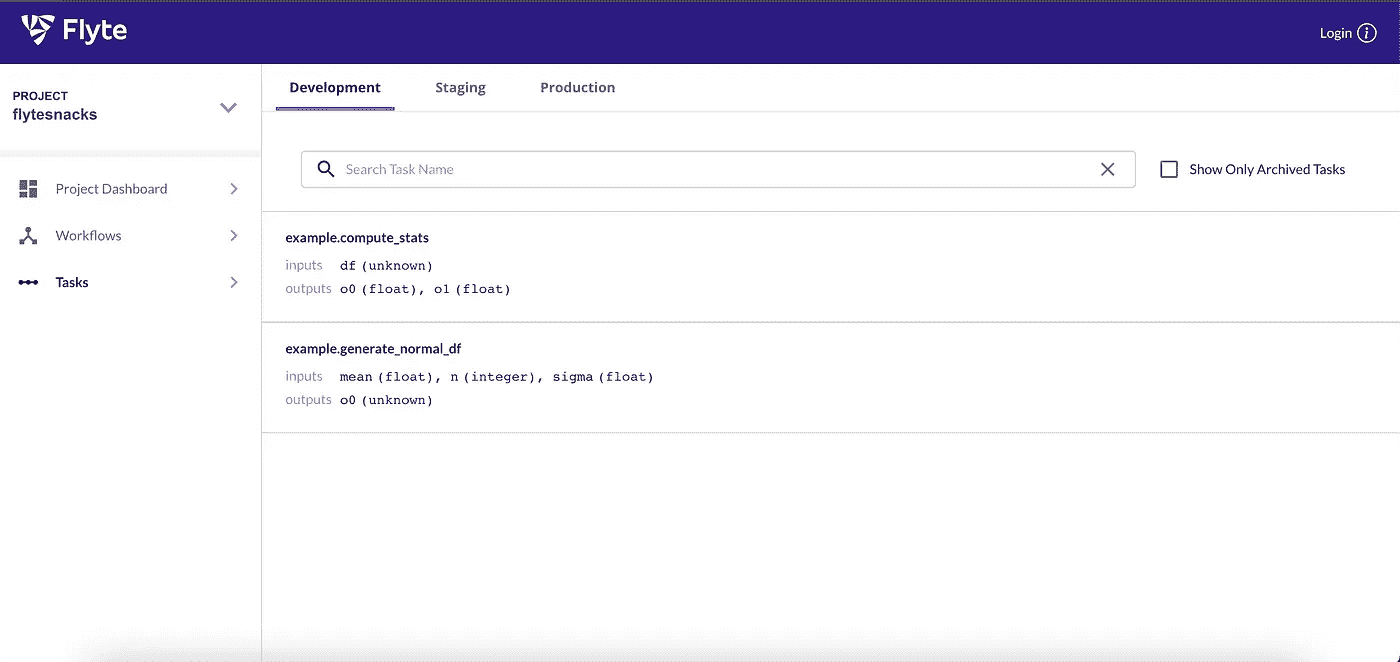 Flyte
Login
PROJECT
flytesnacks
Development Staging Production
Search Task Name
Show Only Archived Tasks
Project Dashboard
Workflows
Tasks
example.compute_stats
inputs df (unknown)
outputs o0 (float), o1 (float)
example.generate_normal_df
inputs mean (float), n (integer), sigma (float)
outputs o0 (unknown)